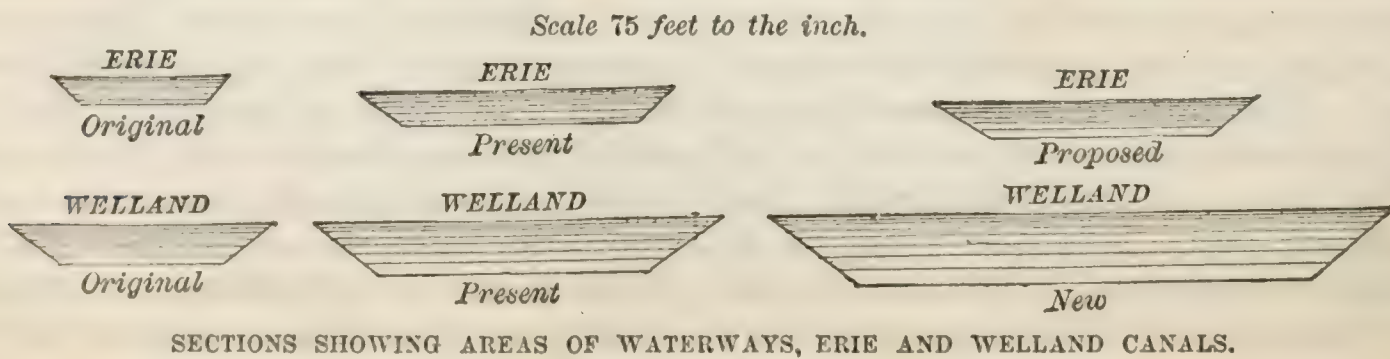 Scale 75 feet to the inch.
ERIE
Original
ERIE
Present
ERIE
Proposed
WELLAND
Original
WELLAND
Present
WELLAND
New
SECTIONS SHOWING AREAS OF WATERWAYS, ERIE AND WELLAND CANALS.